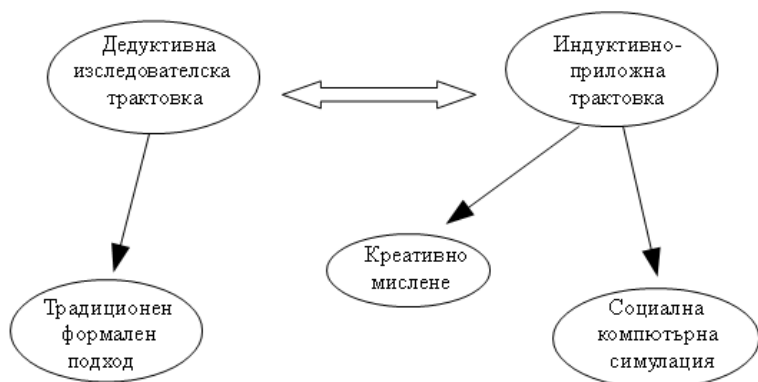 Дедуктивна
изследователска
трактовка
Индуктивно-
приложна
трактовка
Креативно
мислене
Традиционен
формален
подход
Социална
компютърна
симулация